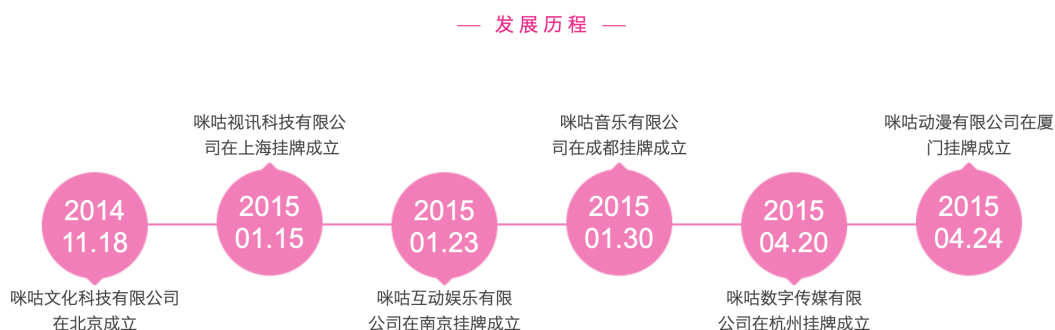 — 发展历程 —
咪咕视讯科技有限公
司在上海挂牌成立
咪咕音乐有限公
司在成都挂牌成立
咪咕动漫有限公司在厦
门挂牌成立
2014
11.18
2015
01.15
2015
01.23
2015
01.30
2015
04.20
2015
04.24
咪咕文化科技有限公司
在北京成立
咪咕互动娱乐有限
公司在南京挂牌成立
咪咕数字传媒有限
公司在杭州挂牌成立